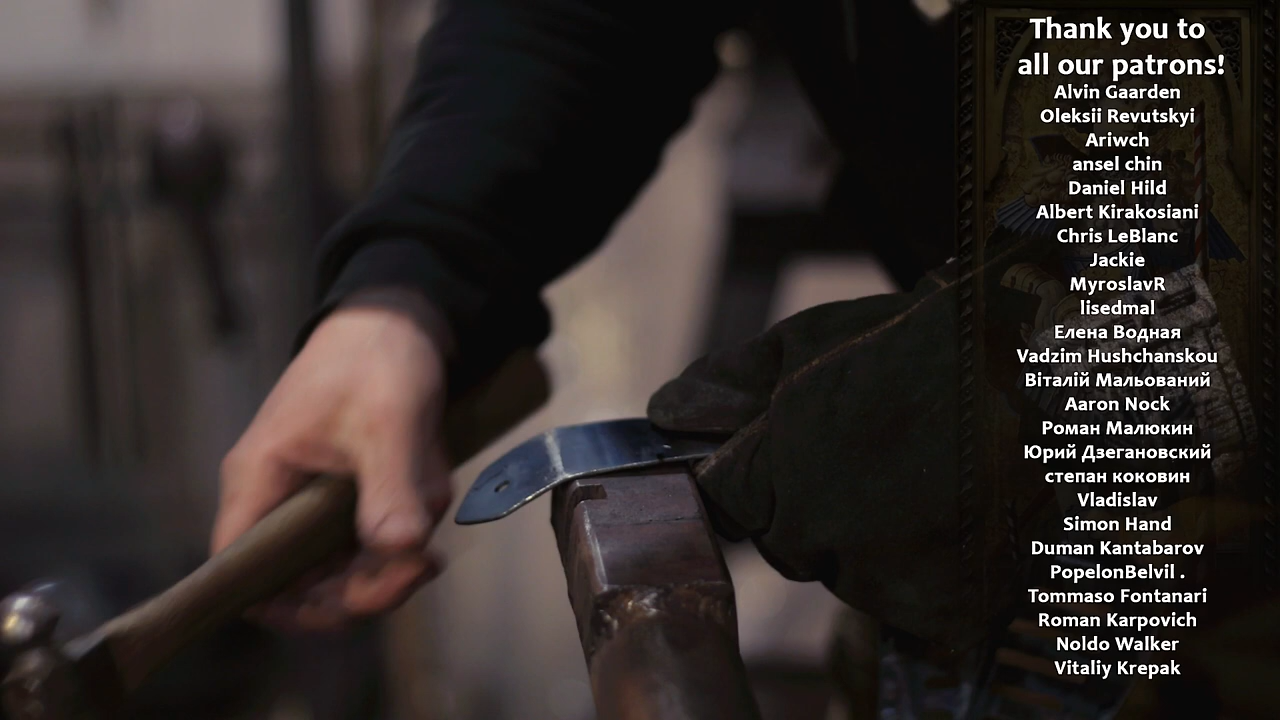 Thank you to
all our patrons!
Alvin Gaarden
Oleksii Revutskyi
Ariwch
ansel chin
Daniel Hild
Albert Kirakosiani
Chris LeBlanc
Jackie
MyroslavR
lisedmal
Елена Водная
Vadzim Hushchanskou
Віталій Мальований
Aaron Nock
Роман Малюкин
Юрий Дзегановский
степан коковин
Vladislav
Simon Hand
Duman Kantabarov
PopelonBelvil .
Tommaso Fontanari
Roman Karpovich
Noldo Walker
Vitaliy Krepak